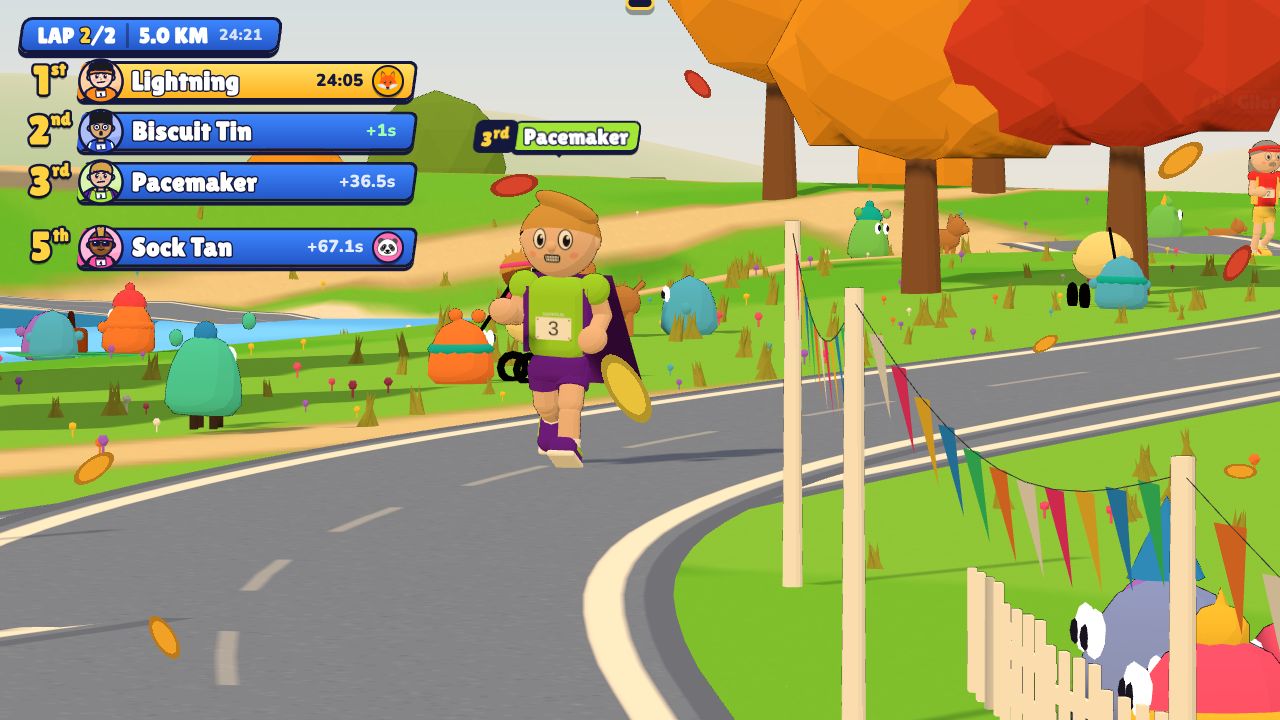 LAP 2/2 5.0 KM 24:21
1st Lightning 24:05
2nd Biscuit Tin +1s
3rd Pacemaker +36.5s
5th Sock Tan +67.1s
3rd Pacemaker
3
2